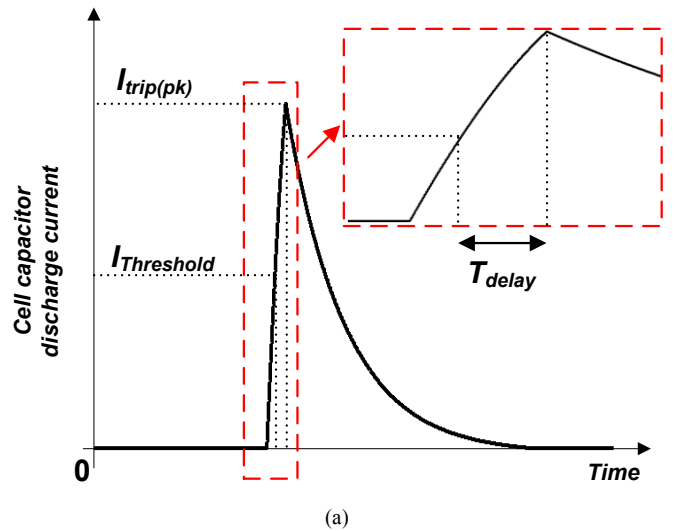 I_trip(pk)
I_Threshold
Cell capacitor
discharge current
T_delay
0
Time
(a)